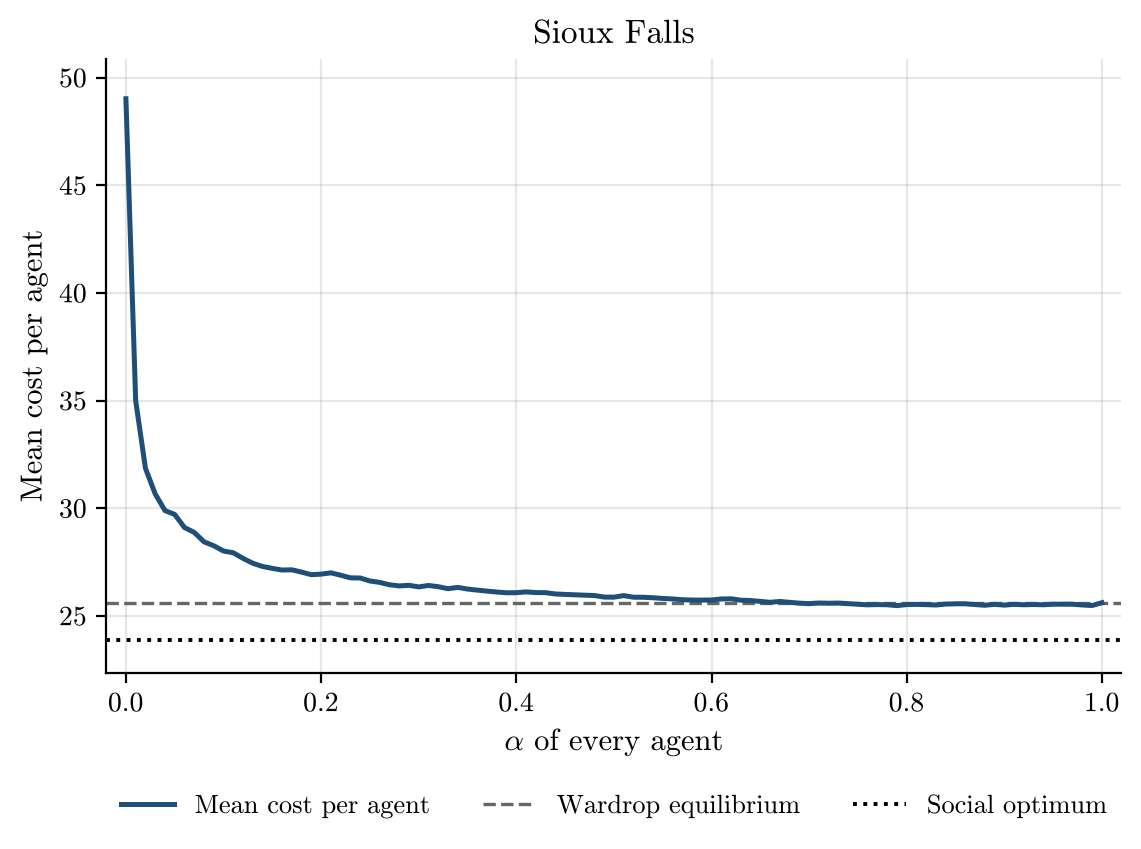 Sioux Falls
50
45
40
35
30
25
Mean cost per agent
0.0 0.2 0.4 0.6 0.8 1.0
α of every agent
Mean cost per agent Wardrop equilibrium Social optimum